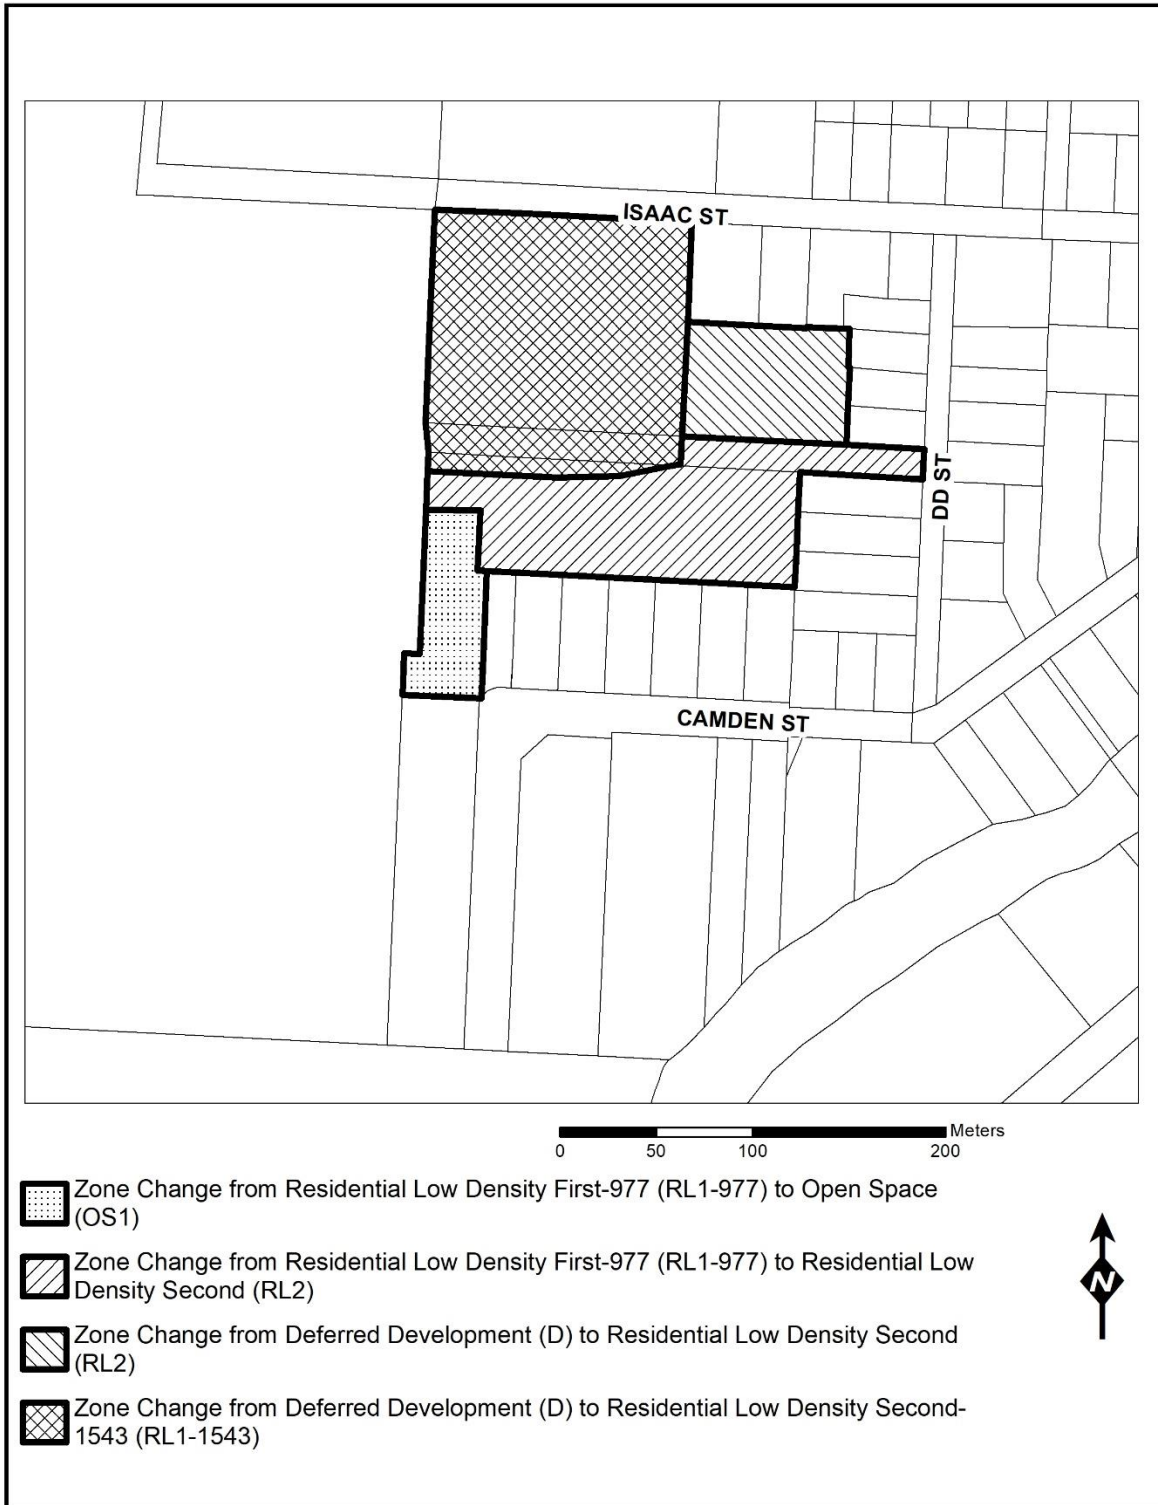 ISAAC ST
DD ST
CAMDEN ST
Meters
0 50 100 200
Zone Change from Residential Low Density First-977 (RL1-977) to Open Space
(OS1)
Zone Change from Residential Low Density First-977 (RL1-977) to Residential Low
Density Second (RL2)
Zone Change from Deferred Development (D) to Residential Low Density Second
(RL2)
Zone Change from Deferred Development (D) to Residential Low Density Second-
1543 (RL1-1543)
N